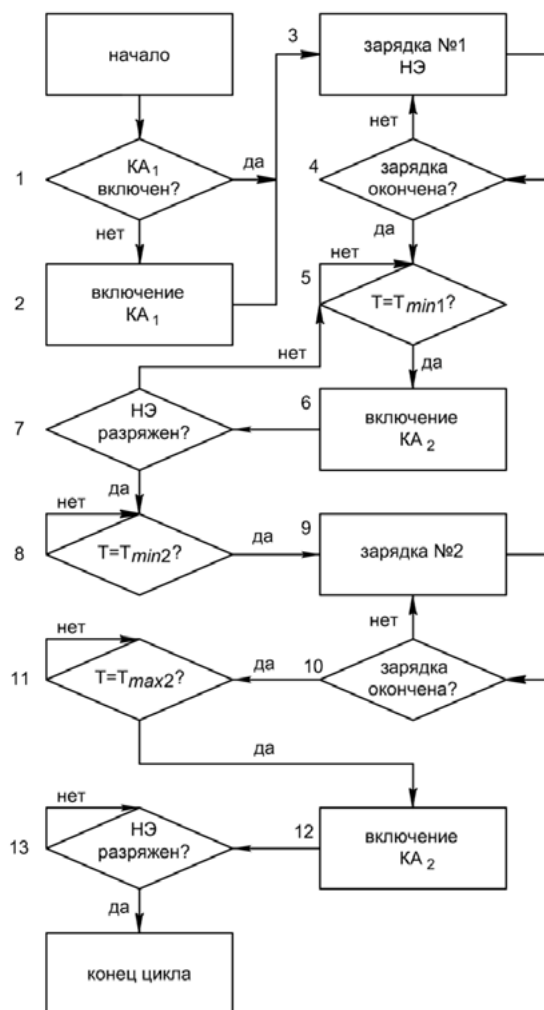 начало
3
зарядка №1
НЭ
нет
1
КА₁
включен?
да
4
зарядка
окончена?
нет
да
2
включение
КА₁
5
нет
T=Tmin1?
нет
да
7
НЭ
разряжен?
6
включение
КА₂
да
нет
8
T=Tmin2?
да
9
зарядка №2
нет
нет
11
T=Tmax2?
да
10
зарядка
окончена?
да
нет
13
НЭ
разряжен?
12
включение
КА₂
да
конец цикла